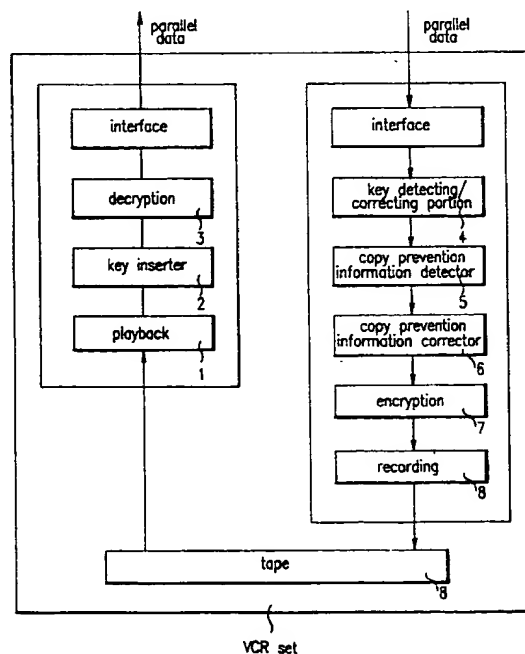 parallel
data
interface
decryption
3
key inserter
2
playback
1
parallel
data
interface
key detecting/
correcting portion
4
copy prevention
information detector
5
copy prevention
information corrector
6
encryption
7
recording
8
tape
8
VCR set